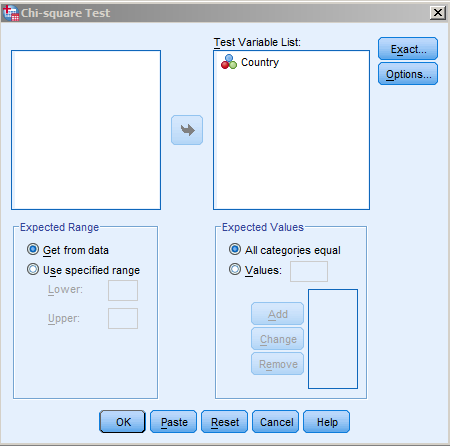 Chi-square Test
Test Variable List:
Country
Exact...
Options...
Expected Range
Get from data
Use specified range
Lower:
Upper:
Expected Values
All categories equal
Values:
Add
Change
Remove
OK
Paste
Reset
Cancel
Help